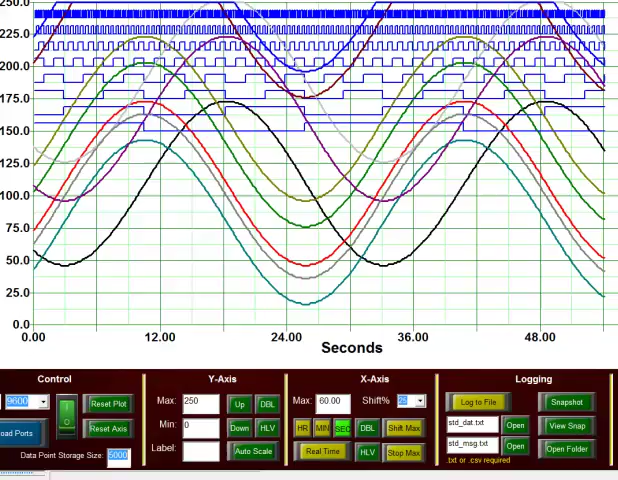 250.0
225.0
200.0
175.0
150.0
125.0
100.0
75.0
50.0
25.0
0.0
0.00 12.00 24.00 36.00 48.00
Seconds
Control Y-Axis X-Axis Logging
9600 Reset Plot Max: 250 Up DBL Max: 60.00 Shift% 25 Log to File Snapshot
Reset Axis Min: 0 Down HLV HR MIN SEC DBL Shift Max std_dat.txt Open View Snap
oad Ports Label: Auto Scale Real Time HLV Stop Max std_msg.txt Open Open Folder
Data Point Storage Size: 5000 .txt or .csv required